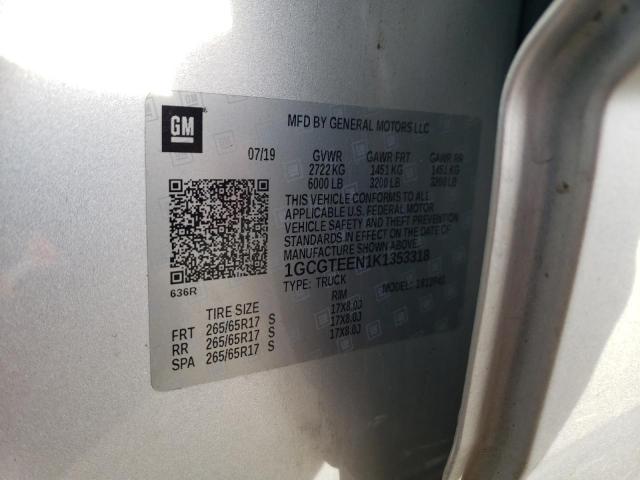 GM
MFD BY GENERAL MOTORS LLC
07/19 GVWR GAWR FRT GAWR RR
2722 KG 1451 KG 1451 KG
6000 LB 3200 LB 3200 LB
THIS VEHICLE CONFORMS TO ALL
APPLICABLE U.S. FEDERAL MOTOR
VEHICLE SAFETY AND THEFT PREVENTION
STANDARDS IN EFFECT ON THE DATE OF
MANUFACTURE SHOWN ABOVE.
1GCGTEEN1K1353318
TYPE: TRUCK MODEL:
636R
TIRE SIZE RIM
FRT 265/65R17 S 17X8.0J
RR 265/65R17 S 17X8.0J
SPA 265/65R17 S 17X8.0J